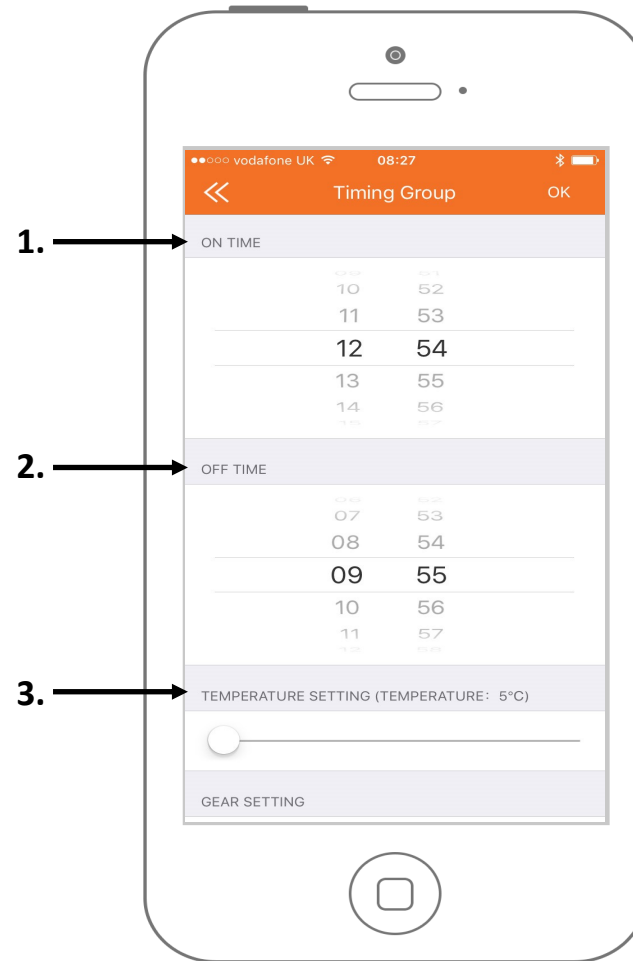 vodafone UK 08:27
Timing Group OK
1. ON TIME
10 52
11 53
12 54
13 55
14 56
2. OFF TIME
07 53
08 54
09 55
10 56
11 57
3. TEMPERATURE SETTING (TEMPERATURE: 5°C)
GEAR SETTING